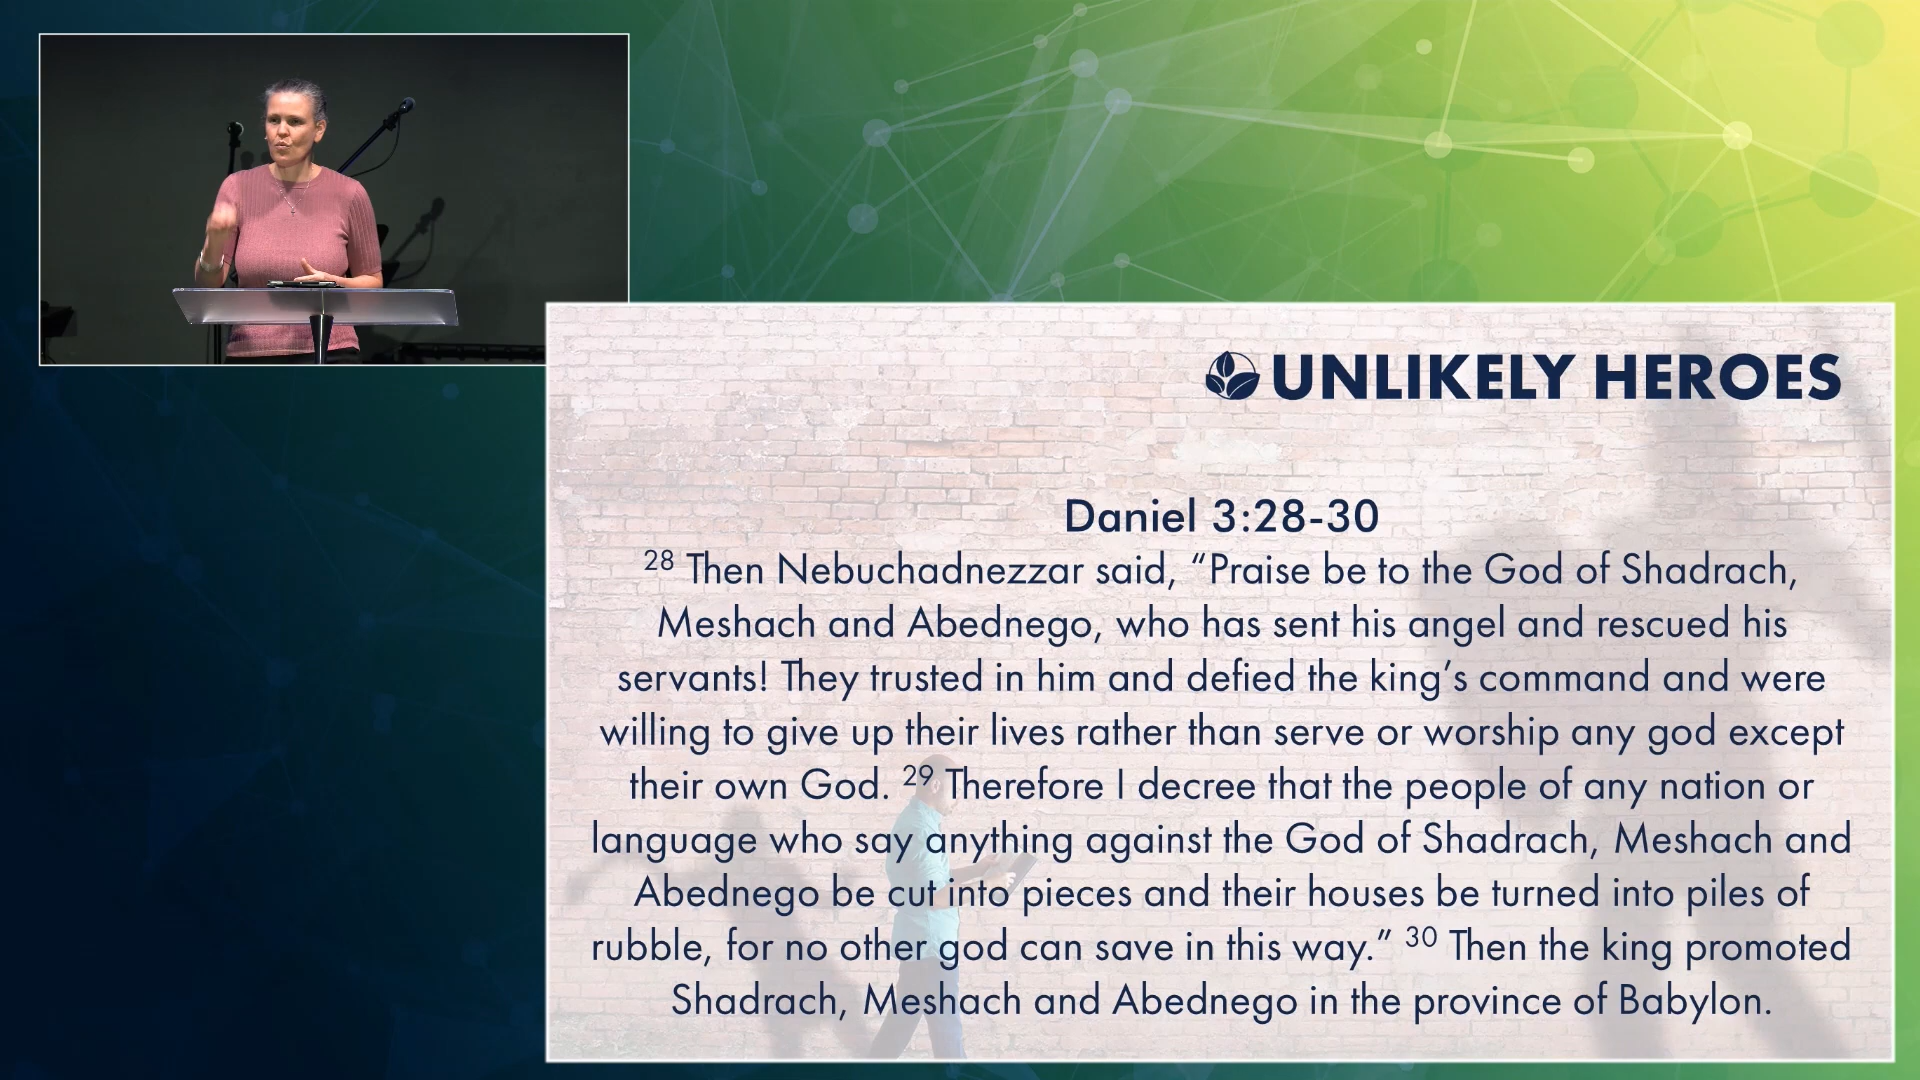 UNLIKELY HEROES
Daniel 3:28-30
28 Then Nebuchadnezzar said, “Praise be to the God of Shadrach,
Meshach and Abednego, who has sent his angel and rescued his
servants! They trusted in him and defied the king’s command and were
willing to give up their lives rather than serve or worship any god except
their own God. 29 Therefore I decree that the people of any nation or
language who say anything against the God of Shadrach, Meshach and
Abednego be cut into pieces and their houses be turned into piles of
rubble, for no other god can save in this way.” 30 Then the king promoted
Shadrach, Meshach and Abednego in the province of Babylon.